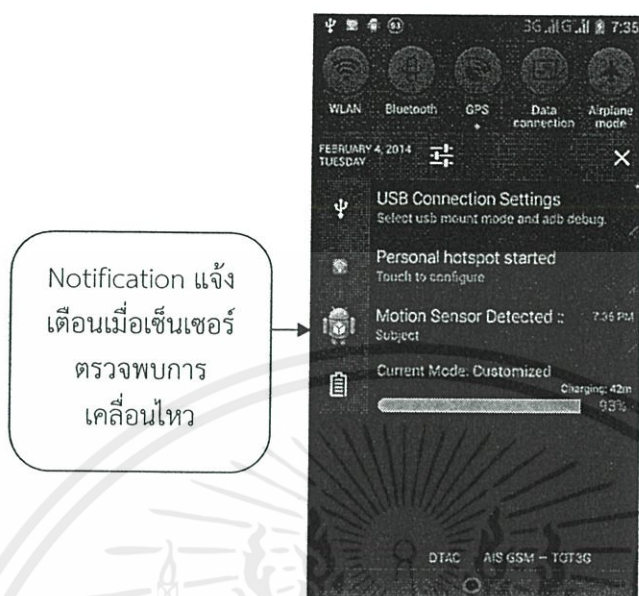 Notification แจ้ง
เตือนเมื่อเซ็นเซอร์
ตรวจพบการ
เคลื่อนไหว
93
3G G 7:35
WLAN Bluetooth GPS Data connection Airplane mode
FEBRUARY 4, 2014
TUESDAY
USB Connection Settings
Select usb mount mode and adb debug.
Personal hotspot started
Touch to configure
Motion Sensor Detected :: 7:35 PM
Subject
Current Mode: Customized
Charging: 42m
93%
DTAC AIS GSM – TOT3G